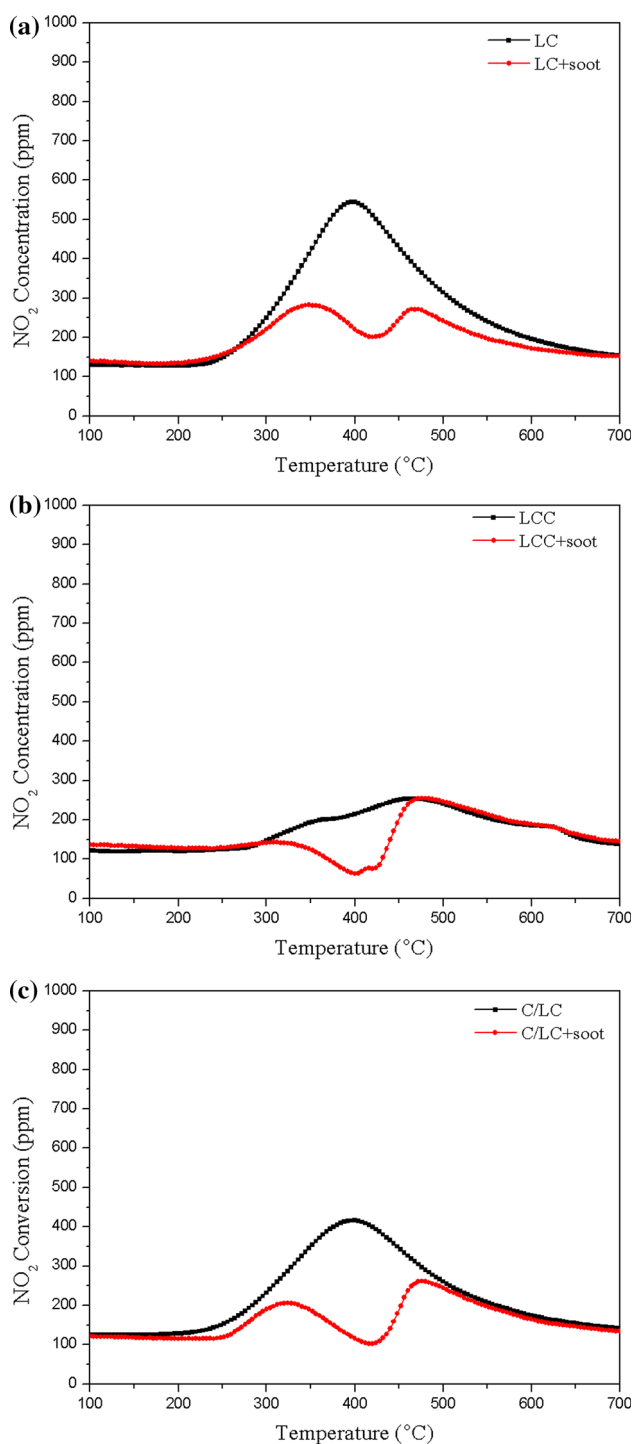 (a)
1000
900
800
700
600
500
400
300
200
100
0
NO₂ Concentration (ppm)
LC
LC+soot
100 200 300 400 500 600 700
Temperature (°C)
(b)
1000
900
800
700
600
500
400
300
200
100
0
NO₂ Concentration (ppm)
LCC
LCC+soot
100 200 300 400 500 600 700
Temperature (°C)
(c)
1000
900
800
700
600
500
400
300
200
100
0
NO₂ Conversion (ppm)
C/LC
C/LC+soot
100 200 300 400 500 600 700
Temperature (°C)